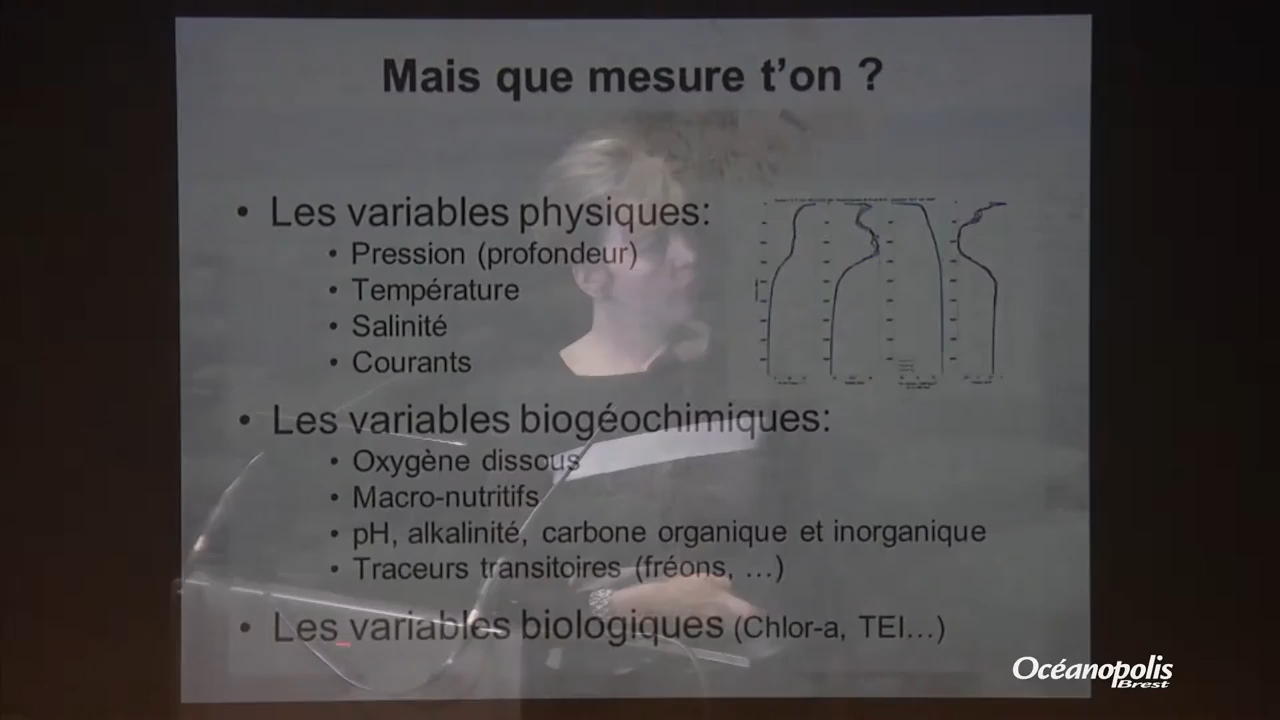 Mais que mesure t'on ?
• Les variables physiques:
• Pression (profondeur)
• Température
• Salinité
• Courants
• Les variables biogéochimiques:
• Oxygène dissous
• Macro-nutritifs
• pH, alkalinité, carbone organique et inorganique
• Traceurs transitoires (fréons, …)
• Les variables biologiques (Chlor-a, TEI…)
Océanopolis
Brest